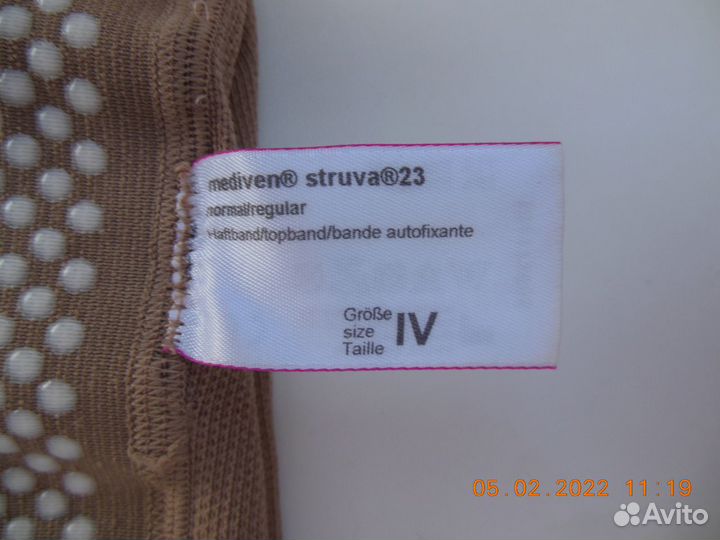 mediven® struva®23
normal/regular
Haftband/topband/bande autofixante
Größe
size
Taille
IV
05.02.2022 11:19
Avito